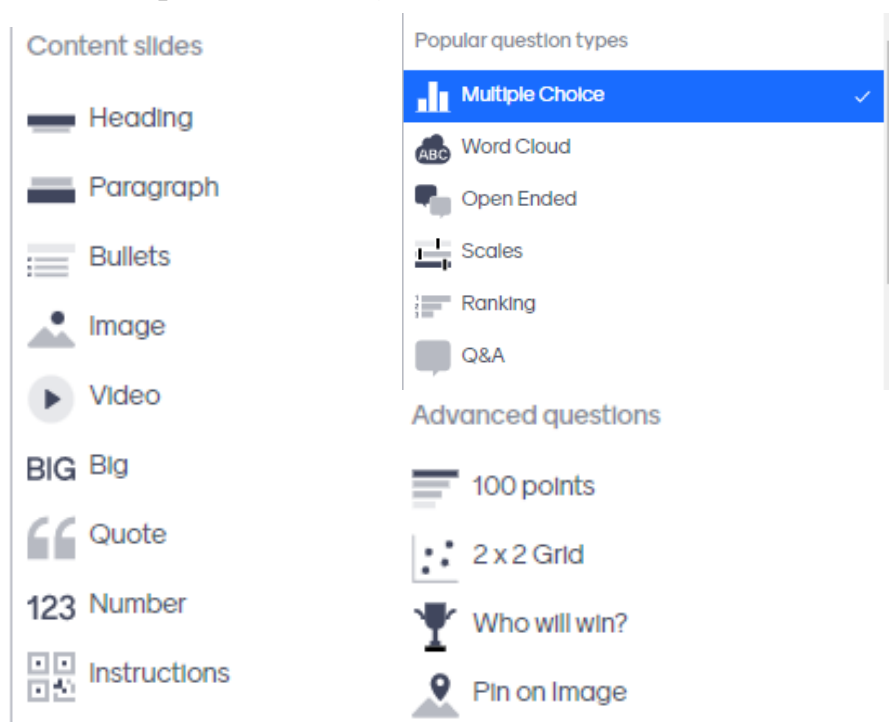 Content slides
Heading
Paragraph
Bullets
Image
Video
BIG Big
Quote
123 Number
Instructions
Popular question types
Multiple Choice
ABC Word Cloud
Open Ended
Scales
Ranking
Q&A
Advanced questions
100 points
2 x 2 Grid
Who will win?
Pin on Image